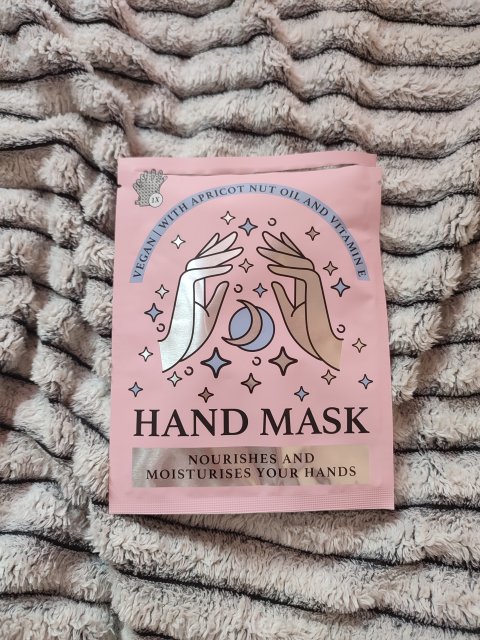 1X
VEGAN | WITH APRICOT NUT OIL AND VITAMIN E
HAND MASK
NOURISHES AND
MOISTURISES YOUR HANDS